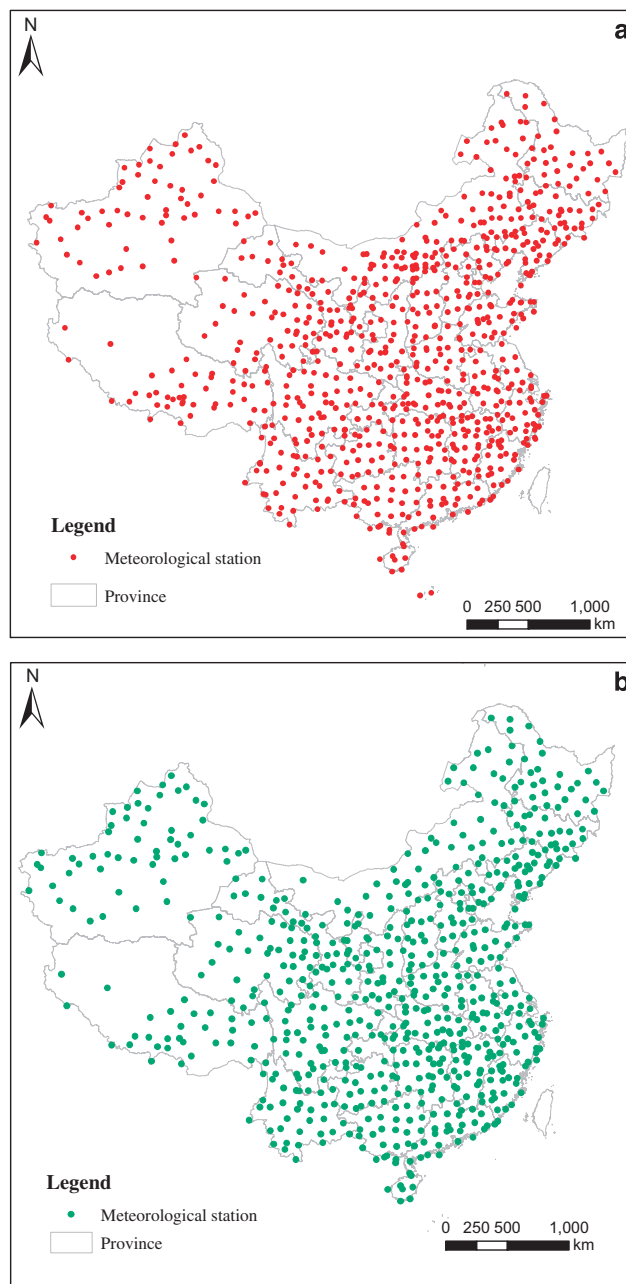 N
a
Legend
Meteorological station
Province
0 250 500 1,000
km
N
b
Legend
Meteorological station
Province
0 250 500 1,000
km